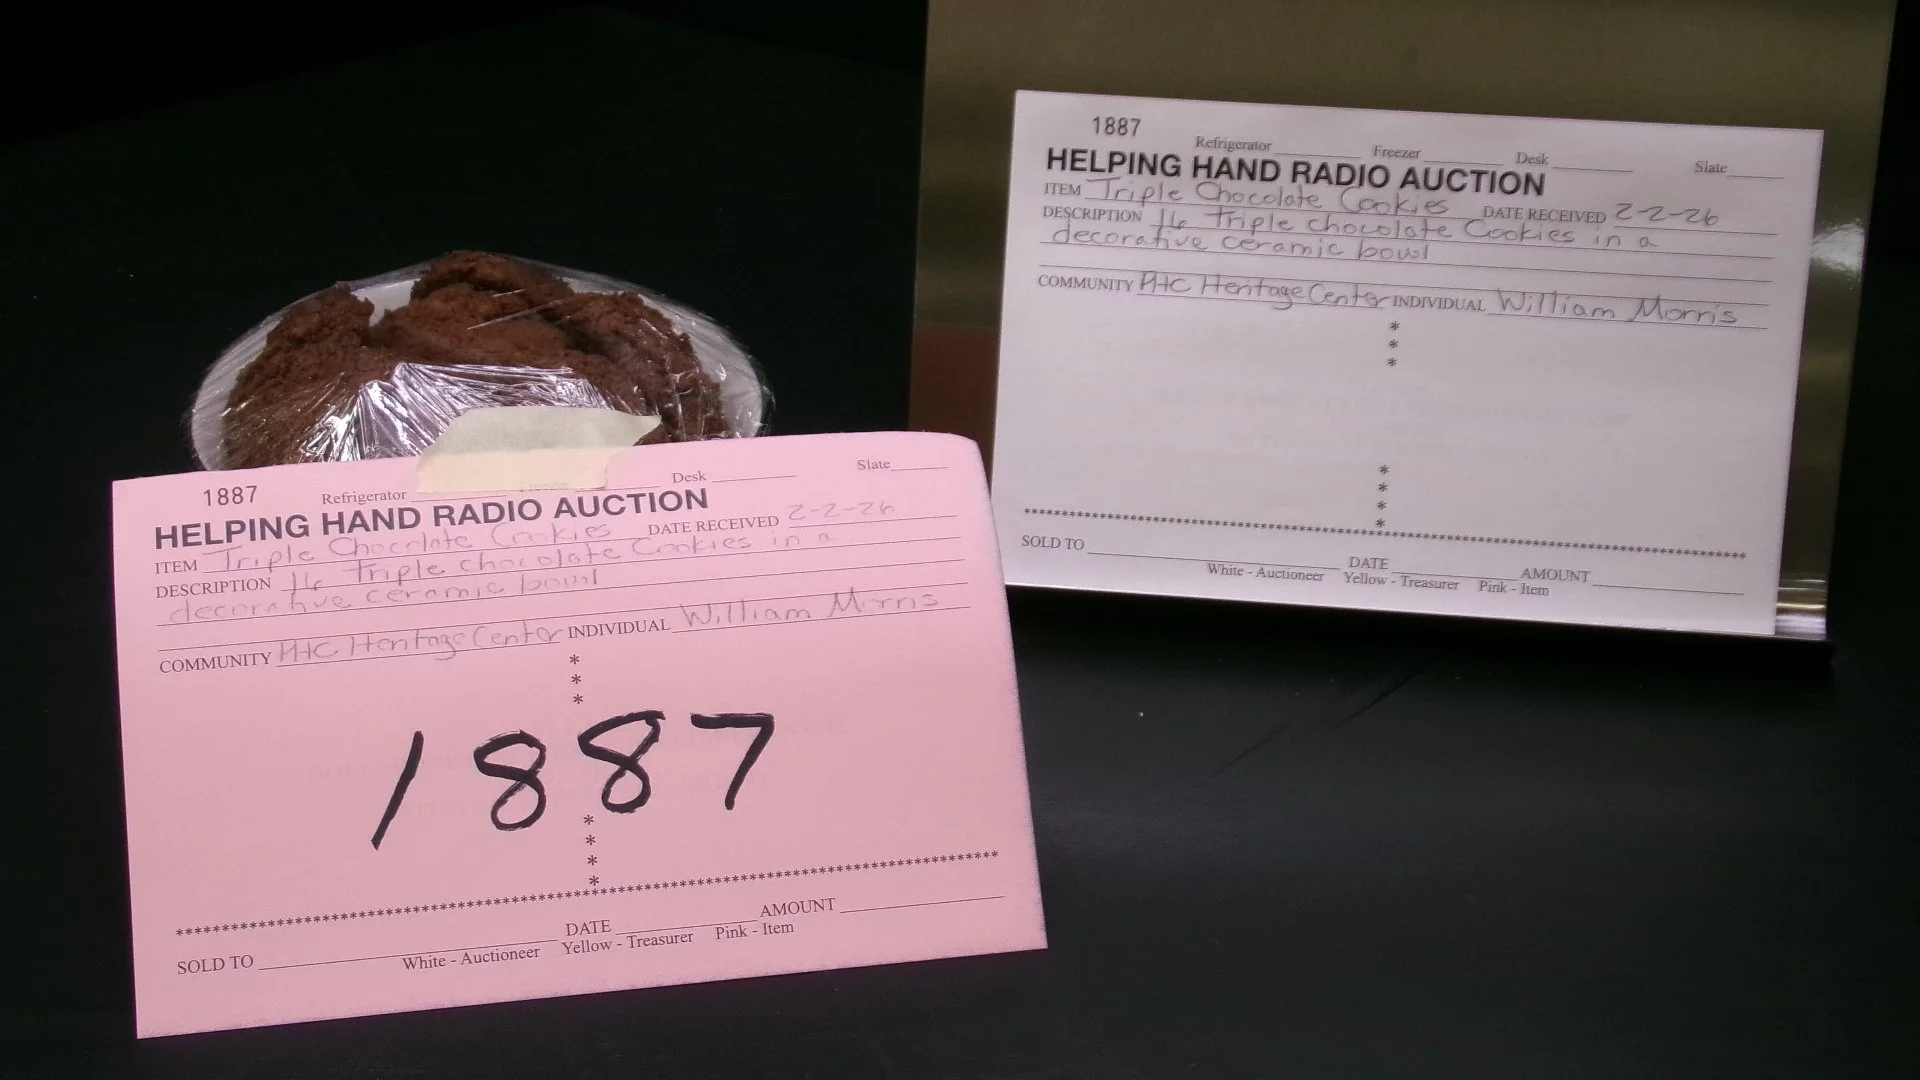 1887
Refrigerator Freezer Desk Slate
HELPING HAND RADIO AUCTION
ITEM Triple Chocolate Cookies DATE RECEIVED 2-2-26
DESCRIPTION 16 Triple chocolate Cookies in a
decorative ceramic bowl
COMMUNITY PHC Heritage Center INDIVIDUAL William Morris
*
*
*
*
*
*
*
SOLD TO DATE AMOUNT
White - Auctioneer Yellow - Treasurer Pink - Item
1887
Refrigerator Desk Slate
HELPING HAND RADIO AUCTION
ITEM Triple Chocolate Cookies DATE RECEIVED 2-2-26
DESCRIPTION 16 Triple chocolate Cookies in a
decorative ceramic bowl
COMMUNITY PHC Heritage Center INDIVIDUAL William Morris
*
*
*
1887
*
*
*
*
SOLD TO DATE AMOUNT
White - Auctioneer Yellow - Treasurer Pink - Item